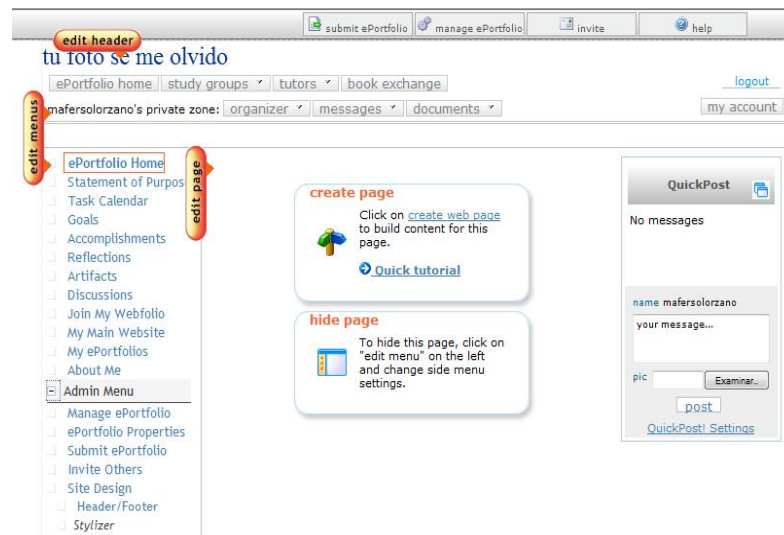 submit ePortfolio manage ePortfolio invite help
edit header
tu foto se me olvido
ePortfolio home study groups tutors book exchange logout
mafersolorzano's private zone: organizer messages documents my account
edit menus
edit page
ePortfolio Home
Statement of Purpos
Task Calendar
Goals
Accomplishments
Reflections
Artifacts
Discussions
Join My Webfolio
My Main Website
My ePortfolios
About Me
Admin Menu
Manage ePortfolio
ePortfolio Properties
Submit ePortfolio
Invite Others
Site Design
Header/Footer
Stylizer
create page
Click on create web page
to build content for this
page.
Quick tutorial
hide page
To hide this page, click on
"edit menu" on the left
and change side menu
settings.
QuickPost
No messages
name mafersolorzano
your message...
pic Examinar..
post
QuickPost! Settings